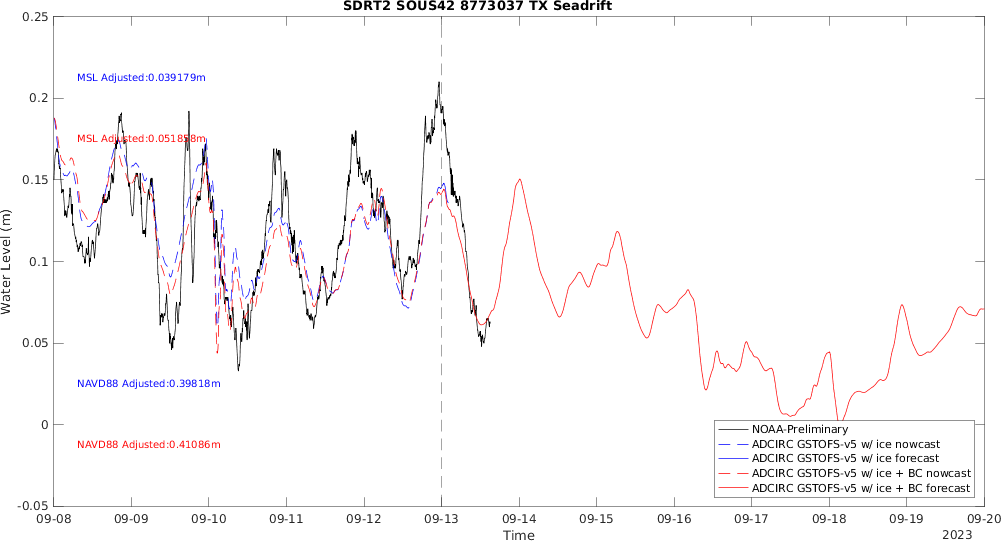 SDRT2 SOUS42 8773037 TX Seadrift
0.25
0.2
0.15
0.1
0.05
0
-0.05
Water Level (m)
MSL Adjusted:0.039179m
MSL Adjusted:0.051858m
NAVD88 Adjusted:0.39818m
NAVD88 Adjusted:0.41086m
NOAA-Preliminary
ADCIRC GSTOFS-v5 w/ ice nowcast
ADCIRC GSTOFS-v5 w/ ice forecast
ADCIRC GSTOFS-v5 w/ ice + BC nowcast
ADCIRC GSTOFS-v5 w/ ice + BC forecast
09-08 09-09 09-10 09-11 09-12 09-13 09-14 09-15 09-16 09-17 09-18 09-19 09-20
Time
2023